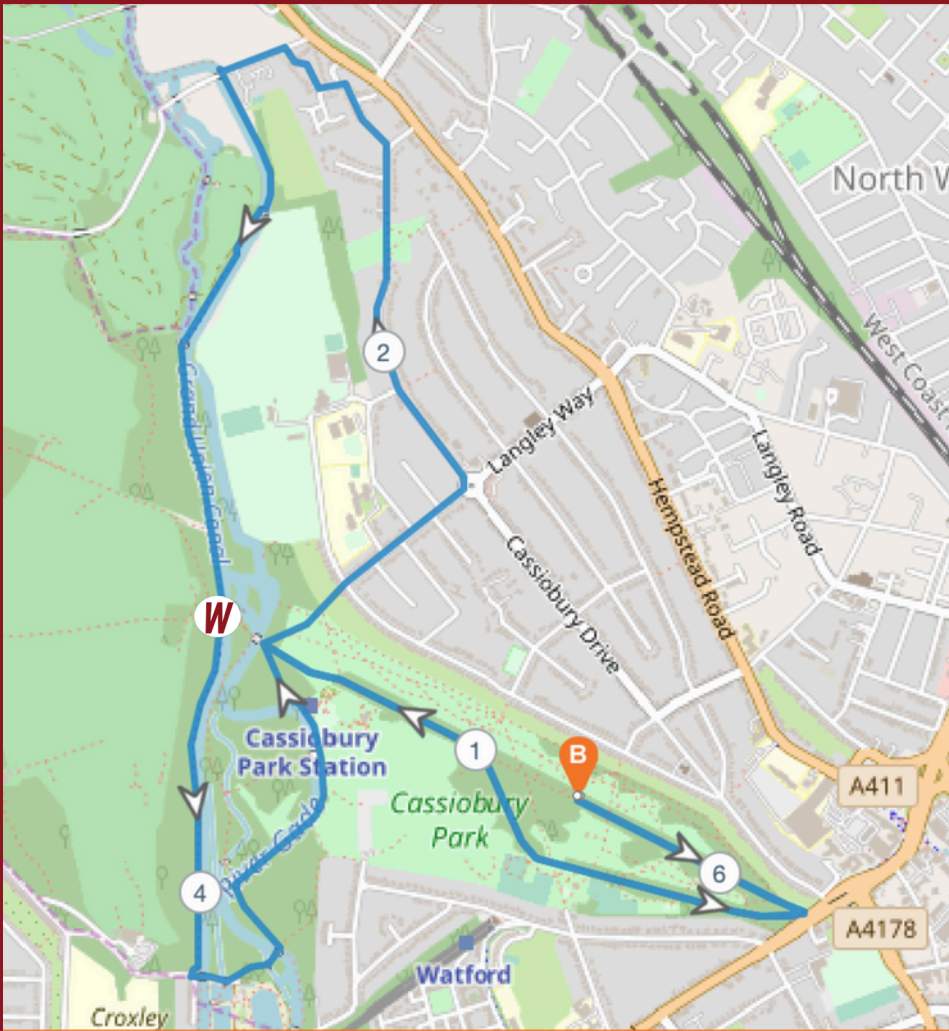 North W
West Coast
2
Grand Union Canal
Langley Way
Langley Road
Hempstead Road
Cassiobury Drive
W
Cassiobury
Park Station
1
B
Cassiobury
Park
A411
River Gade
4
6
A4178
Watford
Croxley